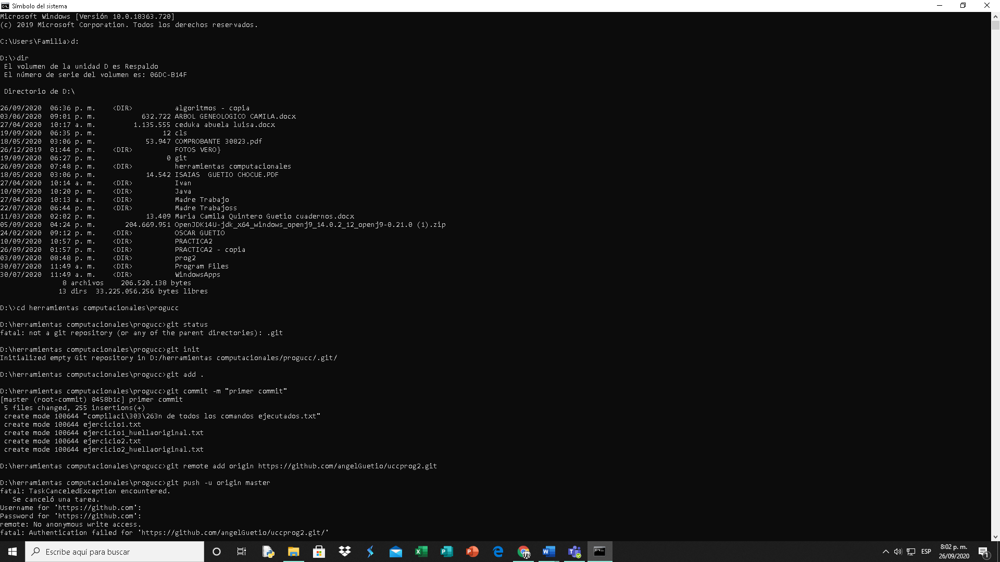 Símbolo del sistema
Microsoft Windows [Versión 10.0.18363.720]
(c) 2019 Microsoft Corporation. Todos los derechos reservados.
C:\Users\Familia>d:
D:\>dir
El volumen de la unidad D es Respaldo
El número de serie del volumen es: 06DC-B14F
Directorio de D:\
26/09/2020  06:36 p. m.    <DIR>          algoritmos - copia
03/06/2020  09:01 p. m.           632.722 ARBOL GENEOLOGICO CAMILA.docx
27/04/2020  10:17 a. m.         1.135.555 ceduka abuela luisa.docx
19/09/2020  06:35 p. m.                12 cls
18/05/2020  03:06 p. m.            53.947 COMPROBANTE 30823.pdf
26/12/2019  01:44 p. m.    <DIR>          FOTOS VERO}
19/09/2020  06:27 p. m.                 0 git
26/09/2020  07:48 p. m.    <DIR>          herramientas computacionales
18/05/2020  03:06 p. m.            14.542 ISAIAS  GUETIO CHOCUE.PDF
27/04/2020  10:14 a. m.    <DIR>          Ivan
10/09/2020  10:20 p. m.    <DIR>          Java
27/04/2020  10:13 a. m.    <DIR>          Madre Trabajo
22/07/2020  06:44 p. m.    <DIR>          Madre Trabajoss
11/03/2020  02:02 p. m.            13.409 Maria Camila Quintero Guetio cuadernos.docx
05/09/2020  04:24 p. m.       204.669.951 OpenJDK14U-jdk_x64_windows_openj9_14.0.2_12_openj9-0.21.0 (1).zip
24/02/2020  09:12 p. m.    <DIR>          OSCAR GUETIO
10/09/2020  10:57 p. m.    <DIR>          PRACTICA2
26/09/2020  01:57 p. m.    <DIR>          PRACTICA2 - copia
03/09/2020  08:48 p. m.    <DIR>          prog2
30/07/2020  11:49 a. m.    <DIR>          Program Files
30/07/2020  11:49 a. m.    <DIR>          WindowsApps
8 archivos    206.520.138 bytes
13 dirs  33.225.056.256 bytes libres
D:\>cd herramientas computacionales\progucc
D:\herramientas computacionales\progucc>git status
fatal: not a git repository (or any of the parent directories): .git
D:\herramientas computacionales\progucc>git init
Initialized empty Git repository in D:/herramientas computacionales/progucc/.git/
D:\herramientas computacionales\progucc>git add .
D:\herramientas computacionales\progucc>git commit -m "primer commit"
[master (root-commit) 0458b1c] primer commit
5 files changed, 255 insertions(+)
create mode 100644 "compilaci\303\263n de todos los comandos ejecutados.txt"
create mode 100644 ejercicio1.txt
create mode 100644 ejercicio1_huellaoriginal.txt
create mode 100644 ejercicio2.txt
create mode 100644 ejercicio2_huellaoriginal.txt
D:\herramientas computacionales\progucc>git remote add origin https://github.com/angelGuetio/uccprog2.git
D:\herramientas computacionales\progucc>git push -u origin master
fatal: TaskCanceledException encountered.
Se canceló una tarea.
Username for 'https://github.com':
Password for 'https://github.com':
remote: No anonymous write access.
fatal: Authentication failed for 'https://github.com/angelGuetio/uccprog2.git/'
Escribe aquí para buscar
ESP
8:02 p. m.
26/09/2020
1